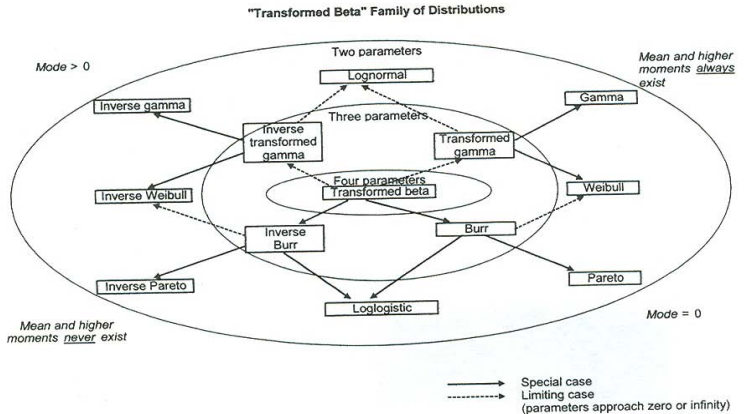 "Transformed Beta" Family of Distributions
Two parameters
Mode > 0
Mean and higher
moments always
exist
Lognormal
Inverse gamma
Gamma
Three parameters
Inverse
transformed
gamma
Transformed
gamma
Four parameters
Transformed beta
Inverse Weibull
Weibull
Inverse
Burr
Burr
Inverse Pareto
Pareto
Loglogistic
Mode = 0
Mean and higher
moments never exist
Special case
Limiting case
(parameters approach zero or infinity)